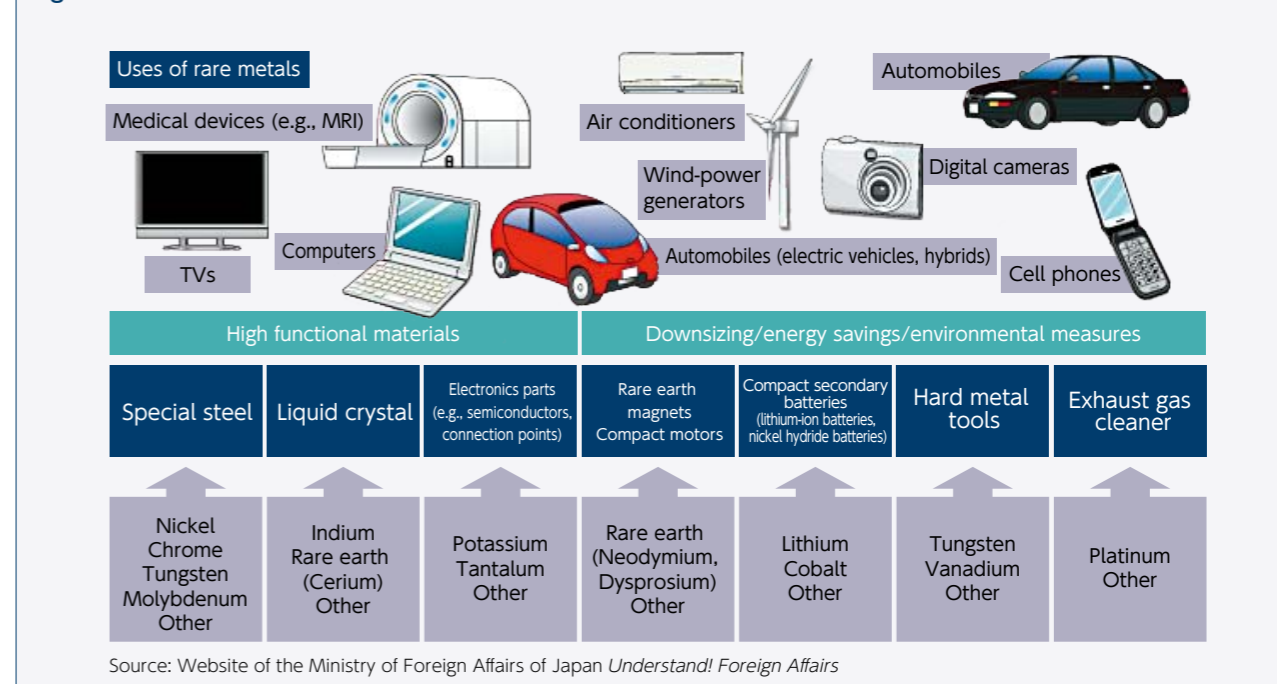 Uses of rare metals
Medical devices (e.g., MRI)
TVs
Computers
Air conditioners
Wind-power
generators
Automobiles
Digital cameras
Automobiles (electric vehicles, hybrids)
Cell phones
High functional materials
Downsizing/energy savings/environmental measures
Special steel
Liquid crystal
Electronics parts
(e.g., semiconductors,
connection points)
Rare earth
magnets
Compact motors
Compact secondary
batteries
(lithium-ion batteries,
nickel hydride batteries)
Hard metal
tools
Exhaust gas
cleaner
Nickel
Chrome
Tungsten
Molybdenum
Other
Indium
Rare earth
(Cerium)
Other
Potassium
Tantalum
Other
Rare earth
(Neodymium,
Dysprosium)
Other
Lithium
Cobalt
Other
Tungsten
Vanadium
Other
Platinum
Other
Source: Website of the Ministry of Foreign Affairs of Japan Understand! Foreign Affairs